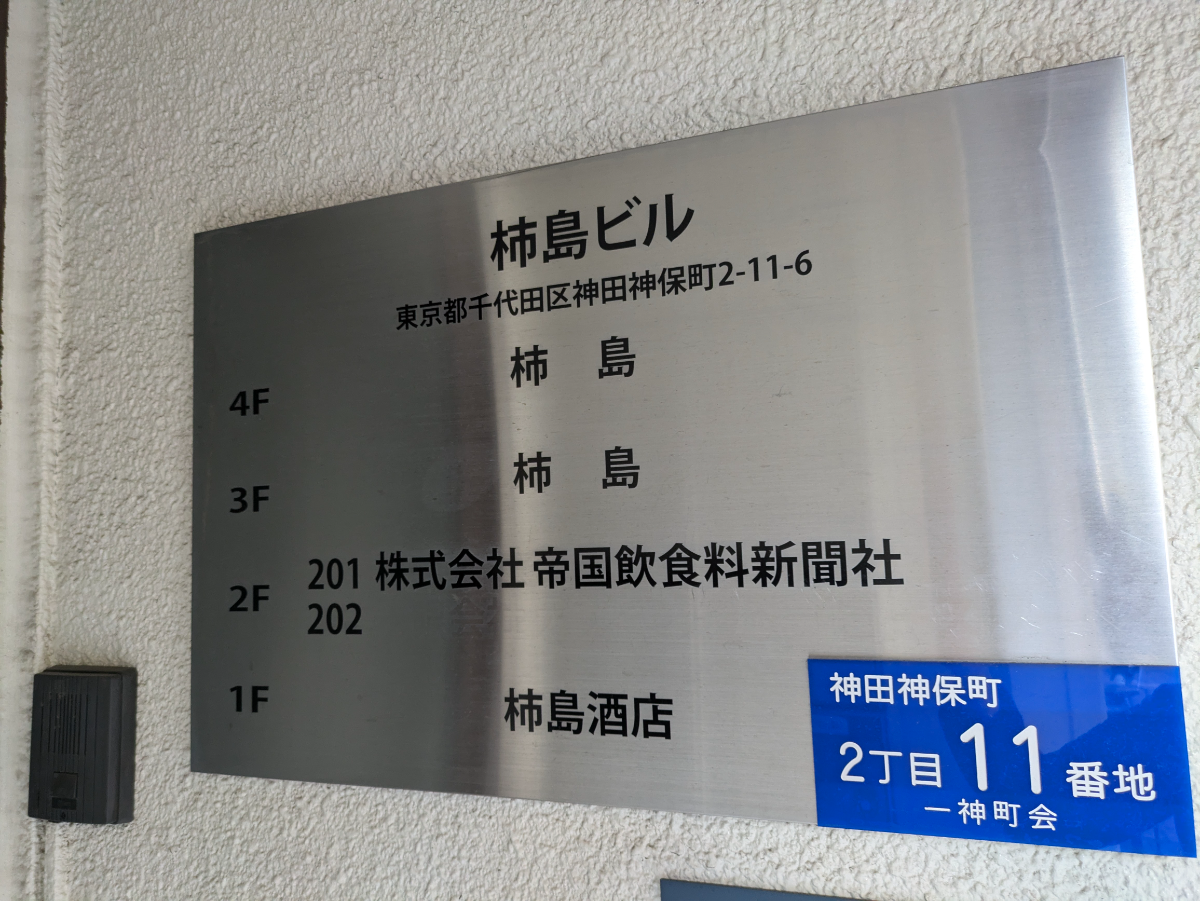 柿島ビル
東京都千代田区神田神保町2-11-6
4F 柿 島
3F 柿 島
2F 201 株式会社 帝国飲食料新聞社
202
1F 柿島酒店
神田神保町
2丁目 11 番地
一神町会